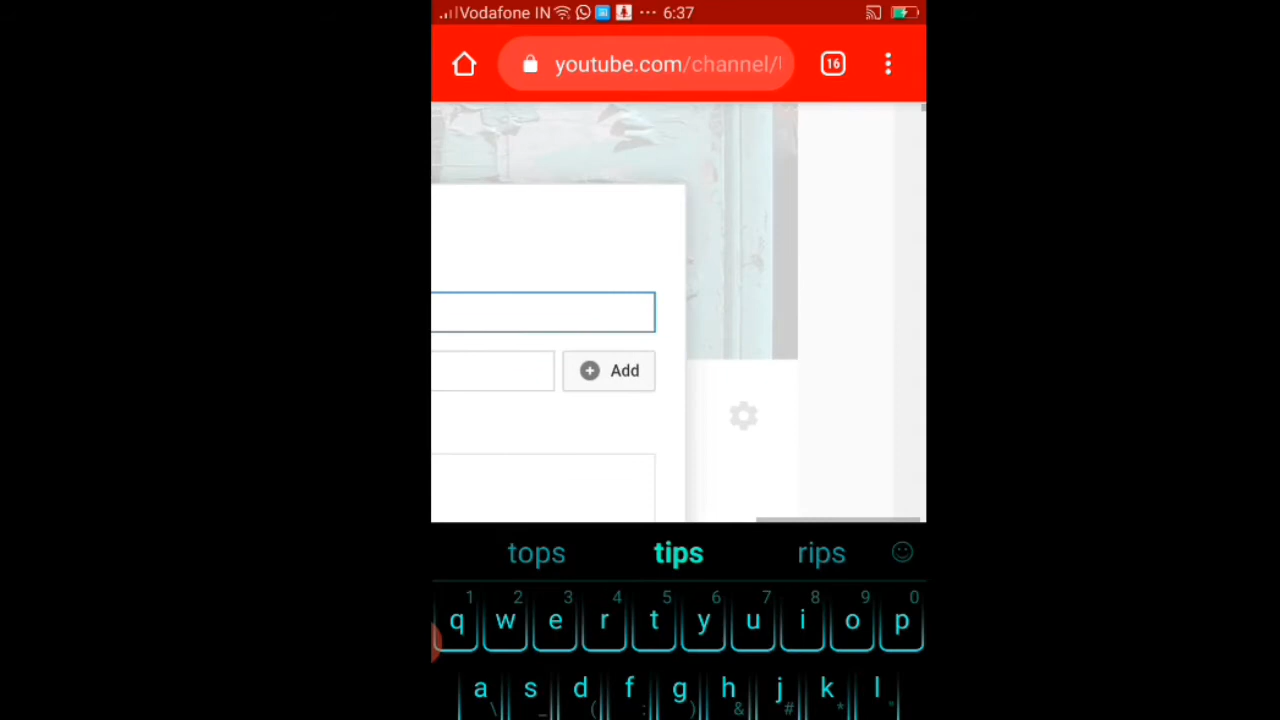 Vodafone IN ... 6:37
youtube.com/channel/
16
Add
tops tips rips
1 2 3 4 5 6 7 8 9 0
q w e r t y u i o p
a s d f g h j k l
\ _ ( : ) & # * "